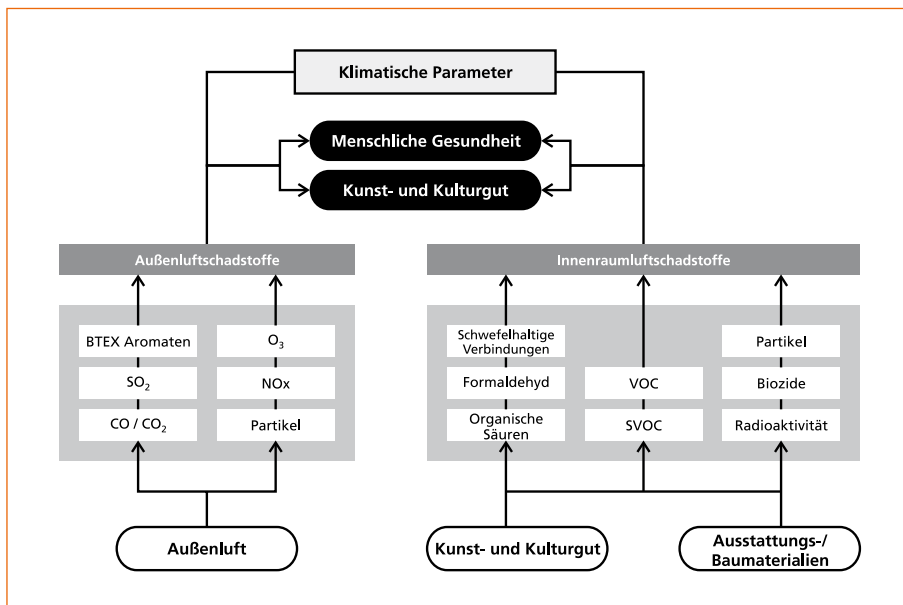 Klimatische Parameter
Menschliche Gesundheit
Kunst- und Kulturgut
Außenluftschadstoffe
Innenraumluftschadstoffe
BTEX Aromaten
O₃
SO₂
NOx
CO / CO₂
Partikel
Schwefelhaltige
Verbindungen
Partikel
Formaldehyd
VOC
Biozide
Organische
Säuren
SVOC
Radioaktivität
Außenluft
Kunst- und Kulturgut
Ausstattungs-/
Baumaterialien